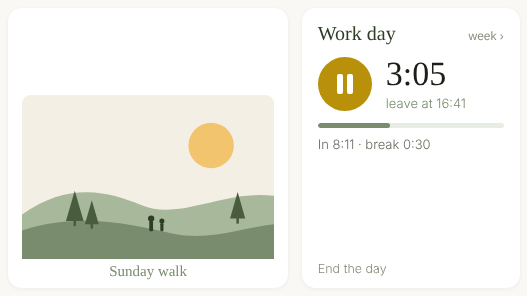 Sunday walk
Work day
week ›
3:05
leave at 16:41
In 8:11 · break 0:30
End the day